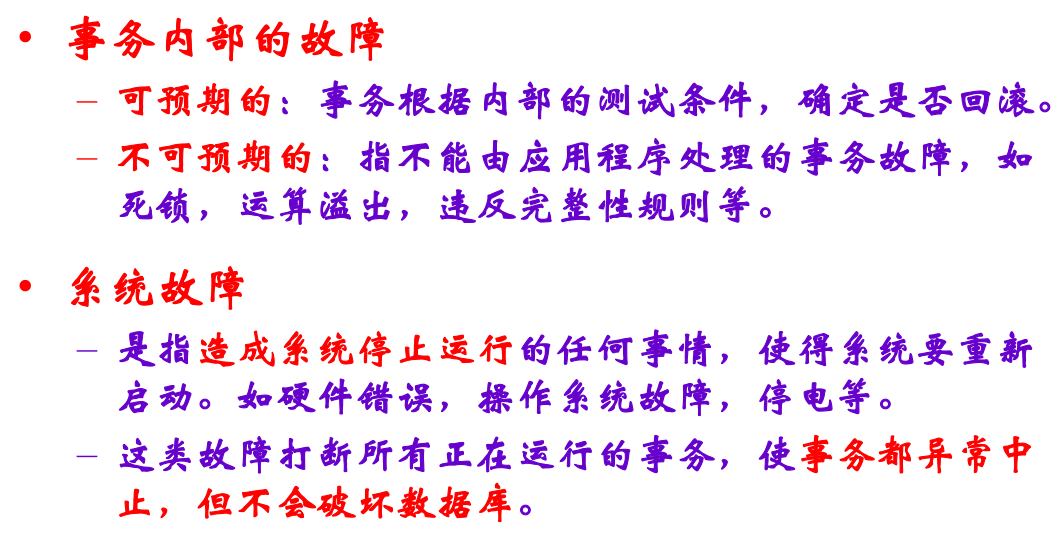 • 事务内部的故障
– 可预期的：事务根据内部的测试条件，确定是否回滚。
– 不可预期的：指不能由应用程序处理的事务故障，如
死锁，运算溢出，违反完整性规则等。
• 系统故障
– 是指造成系统停止运行的任何事情，使得系统要重新
启动。如硬件错误，操作系统故障，停电等。
– 这类故障打断所有正在运行的事务，使事务都异常中
止，但不会破坏数据库。